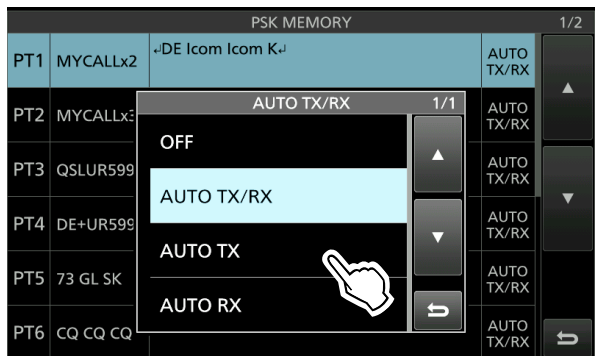 PSK MEMORY 1/2
PT1 MYCALLx2 ↲DE Icom Icom K↲ AUTO TX/RX
PT2 MYCALLx3 AUTO TX/RX
PT3 QSLUR599 AUTO TX/RX
PT4 DE+UR599 AUTO TX/RX
PT5 73 GL SK AUTO TX/RX
PT6 CQ CQ CQ AUTO TX/RX
AUTO TX/RX 1/1
OFF
AUTO TX/RX
AUTO TX
AUTO RX